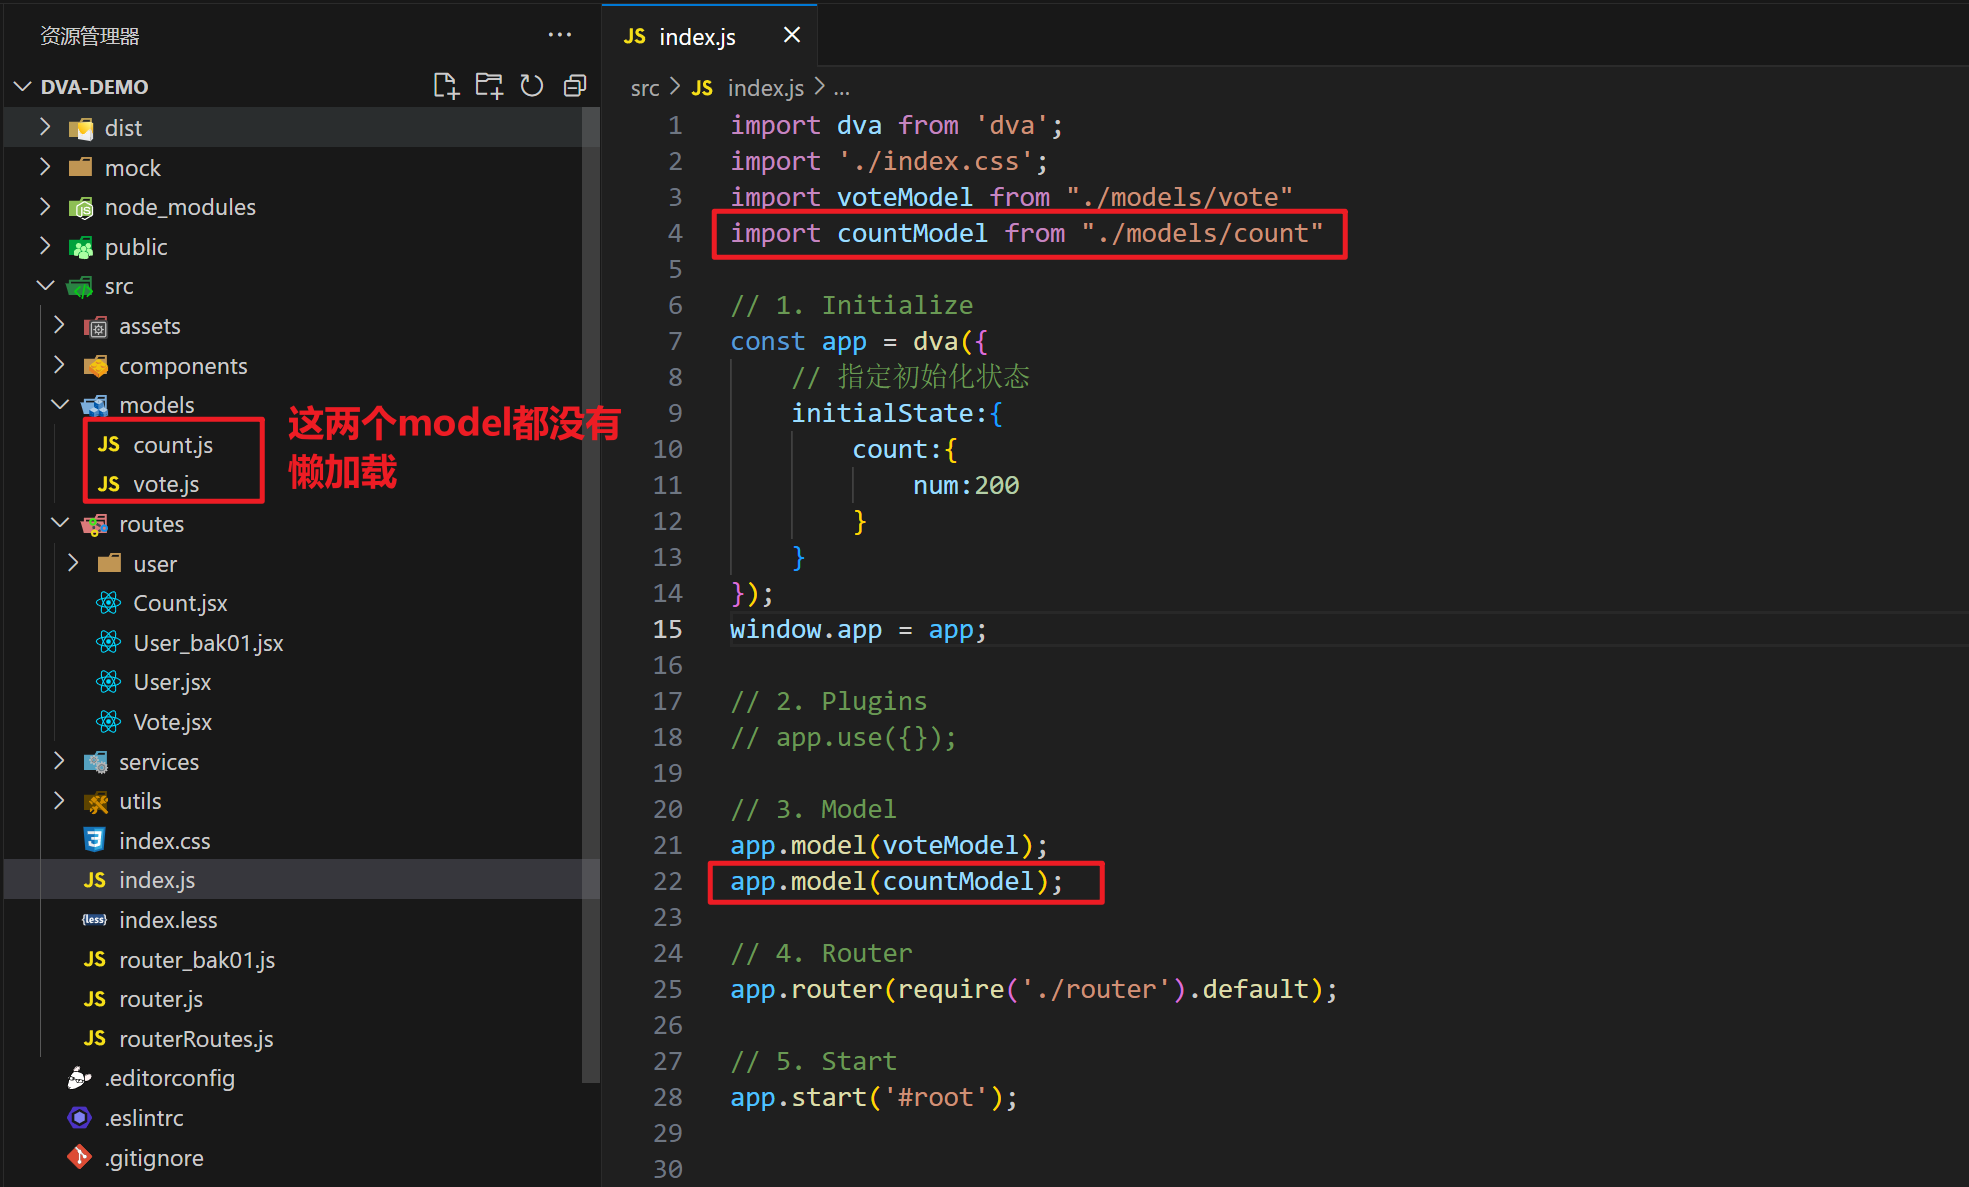 资源管理器
DVA-DEMO
dist
mock
node_modules
public
src
assets
components
models
count.js
vote.js
这两个model都没有
懒加载
routes
user
Count.jsx
User_bak01.jsx
User.jsx
Vote.jsx
services
utils
index.css
index.js
index.less
router_bak01.js
router.js
routerRoutes.js
.editorconfig
.eslintrc
.gitignore
JS index.js
src > JS index.js > ...
1 import dva from 'dva';
2 import './index.css';
3 import voteModel from "./models/vote"
4 import countModel from "./models/count"
5
6 // 1. Initialize
7 const app = dva({
8 // 指定初始化状态
9 initialState:{
10 count:{
11 num:200
12 }
13 }
14 });
15 window.app = app;
16
17 // 2. Plugins
18 // app.use({});
19
20 // 3. Model
21 app.model(voteModel);
22 app.model(countModel);
23
24 // 4. Router
25 app.router(require('./router').default);
26
27 // 5. Start
28 app.start('#root');
29
30